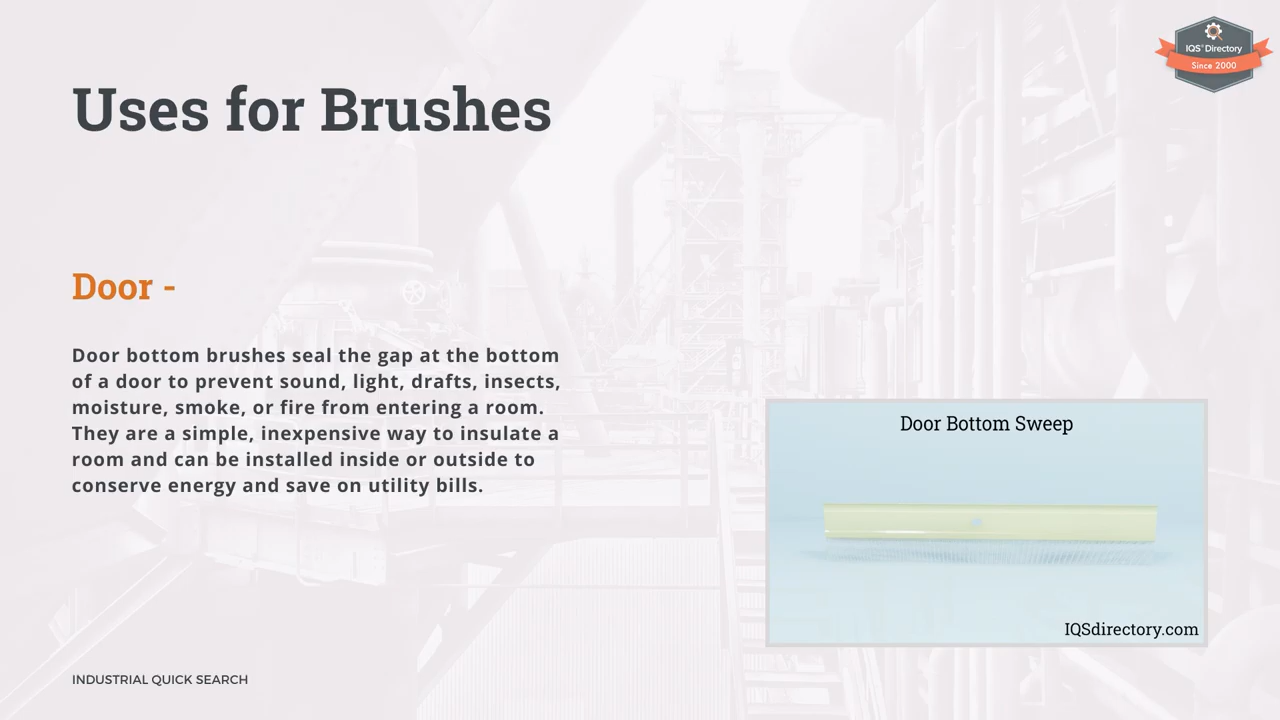 IQS® Directory
Since 2000
Uses for Brushes
Door -
Door bottom brushes seal the gap at the bottom
of a door to prevent sound, light, drafts, insects,
moisture, smoke, or fire from entering a room.
They are a simple, inexpensive way to insulate a
room and can be installed inside or outside to
conserve energy and save on utility bills.
Door Bottom Sweep
IQSdirectory.com
INDUSTRIAL QUICK SEARCH